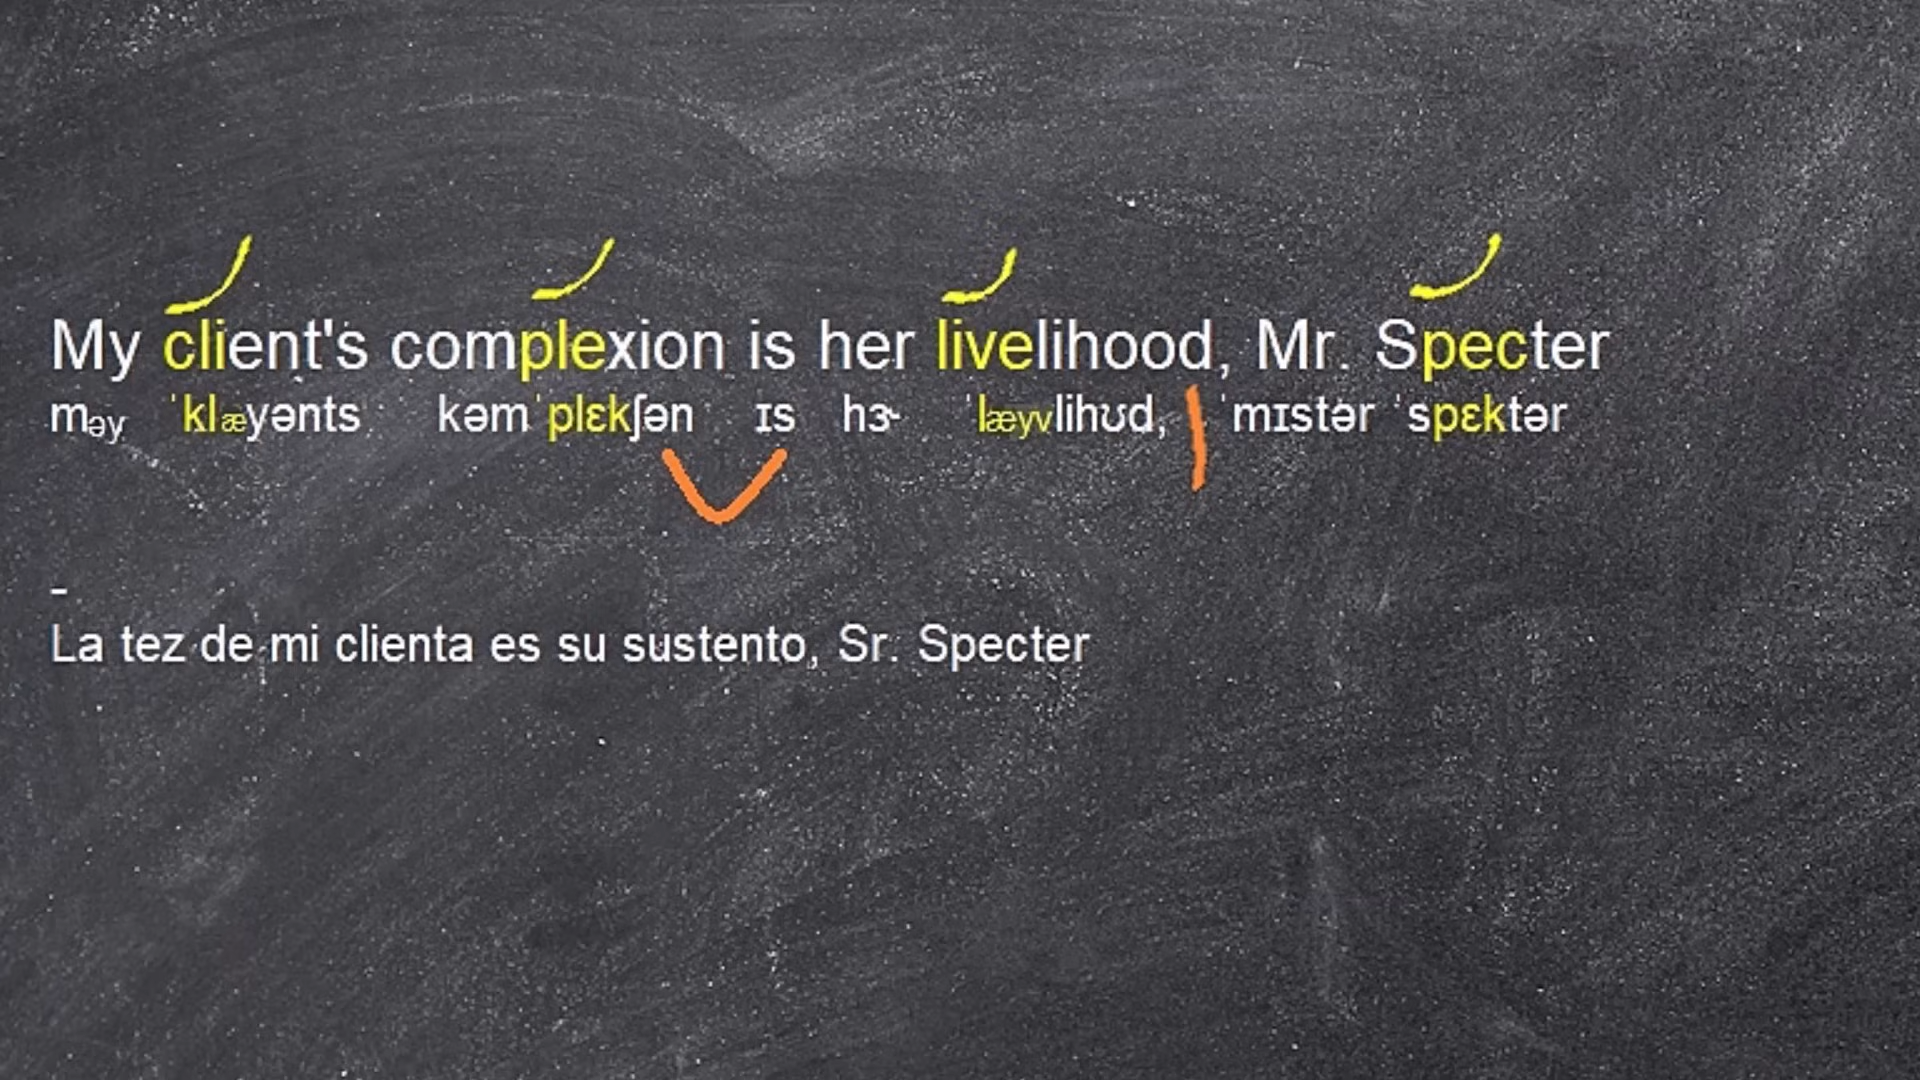 My client's complexion is her livelihood, Mr. Specter
məy ˈklæyənts kəmˈplɛkʃən ɪs hɝ ˈlæyvlihʊd, ˈmɪstər ˈspɛktər
-
La tez de mi clienta es su sustento, Sr. Specter